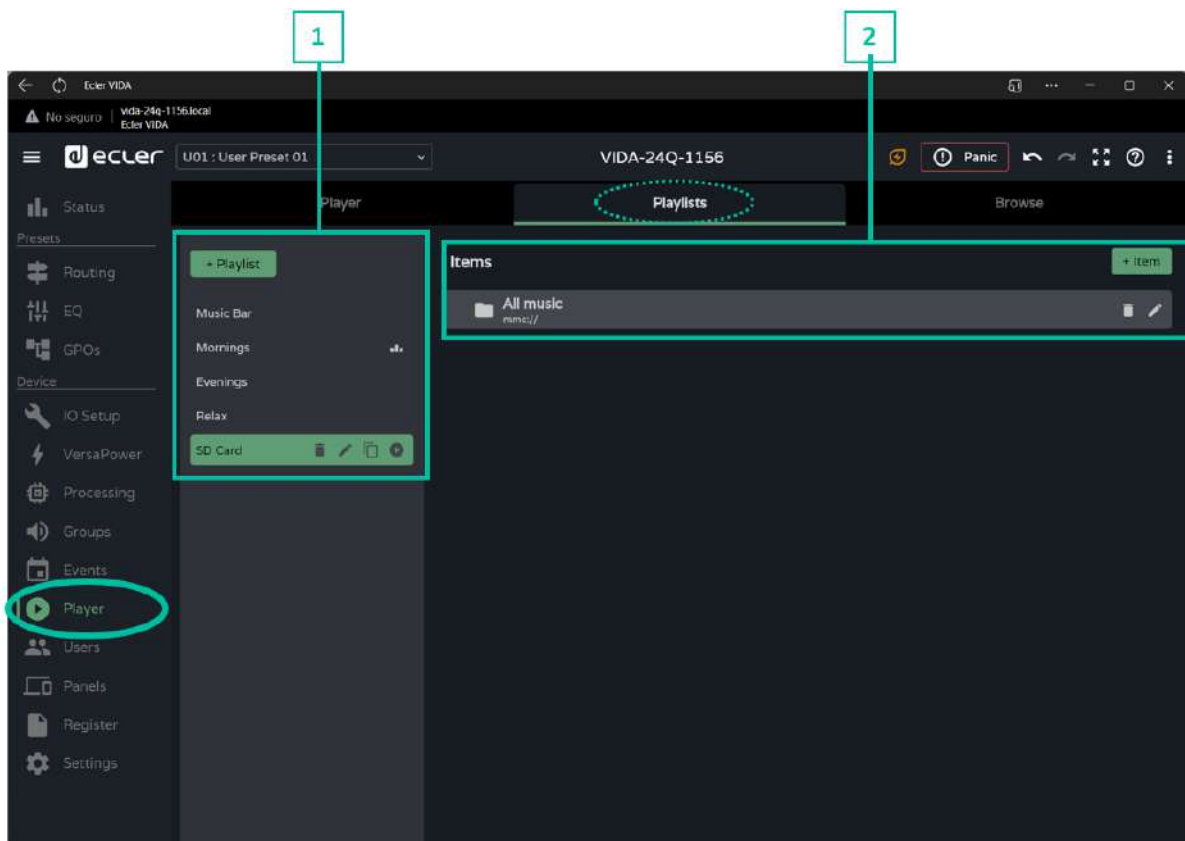 1
2
Ecler VIDA
No seguro
vida-24q-1156.local
Ecler VIDA
ecler
U01 : User Preset 01
VIDA-24Q-1156
Panic
Status
Player
Playlists
Browse
Presets
+ Playlist
Items
+ Item
Routing
Music Bar
All music
mmc://
EQ
Mornings
GPOs
Device
Evenings
IO Setup
Relax
VersaPower
SD Card
Processing
Groups
Events
Player
Users
Panels
Register
Settings